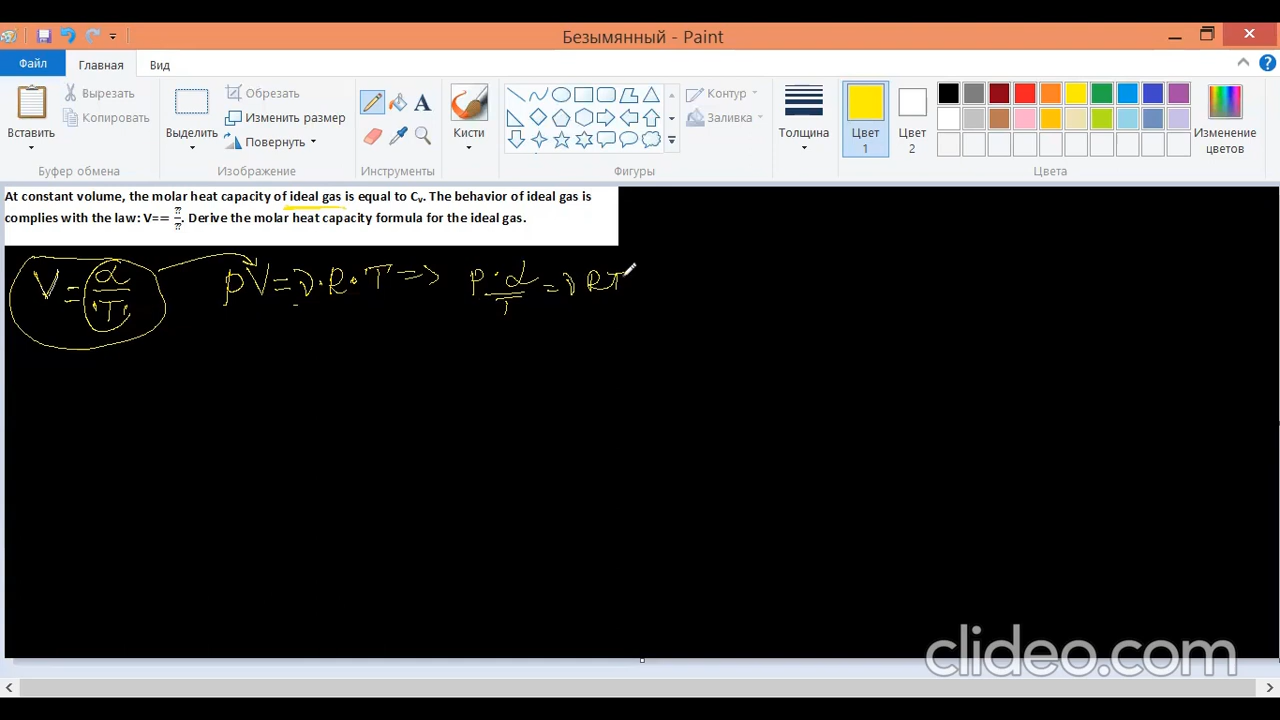 Безымянный - Paint
Файл Главная Вид
Вставить
Вырезать
Копировать
Буфер обмена
Выделить
Обрезать
Изменить размер
Повернуть
Изображение
Инструменты
Кисти
Контур
Заливка
Фигуры
Толщина
Цвет 1
Цвет 2
Изменение цветов
Цвета
At constant volume, the molar heat capacity of ideal gas is equal to Cᵥ. The behavior of ideal gas is
complies with the law: V== ?/?. Derive the molar heat capacity formula for the ideal gas.
V = α/T pV = ν·R·T => P·α/T = νRT
clideo.com